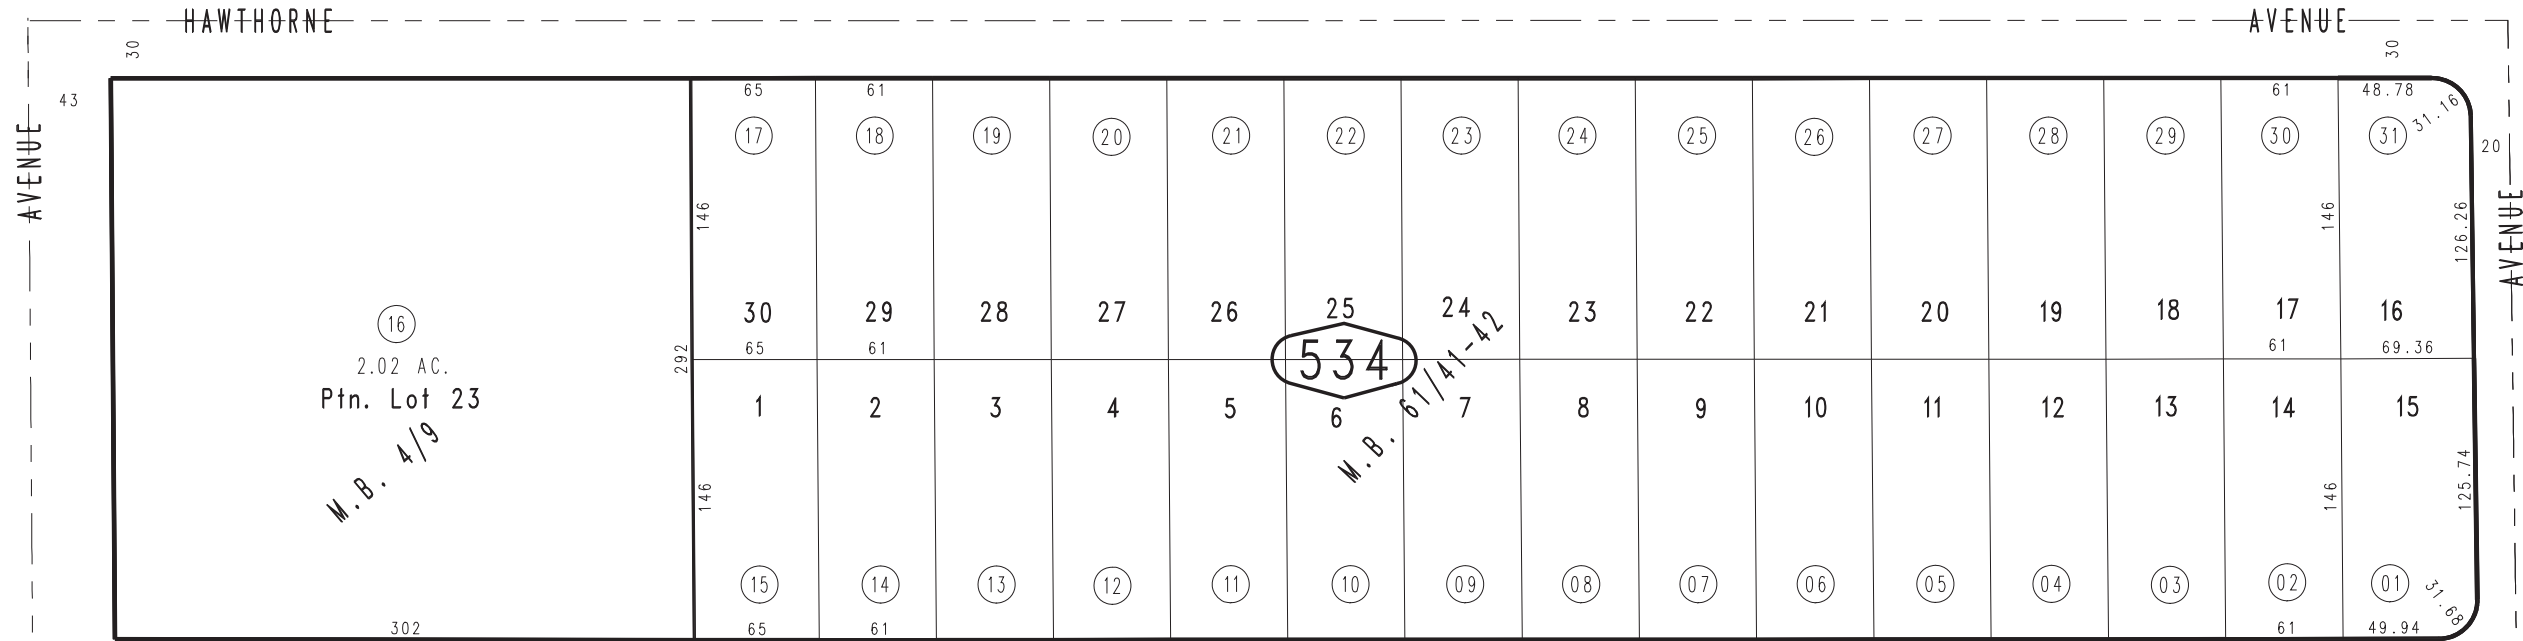 HAWTHORNE AVENUE
30 30
43
AVENUE
65 61 61 48.78
31.16
17 18 19 20 21 22 23 24 25 26 27 28 29 30 31
20
146 146 126.26
AVENUE
30 29 28 27 26 25 24 23 22 21 20 19 18 17 16
16
65 61 61 69.36
292
534
2.02 AC.
Ptn. Lot 23
M.B. 4/9
M.B. 61/41-42
1 2 3 4 5 6 7 8 9 10 11 12 13 14 15
146 146 125.74
15 14 13 12 11 10 09 08 07 06 05 04 03 02 01
31.68
302 65 61 61 49.94